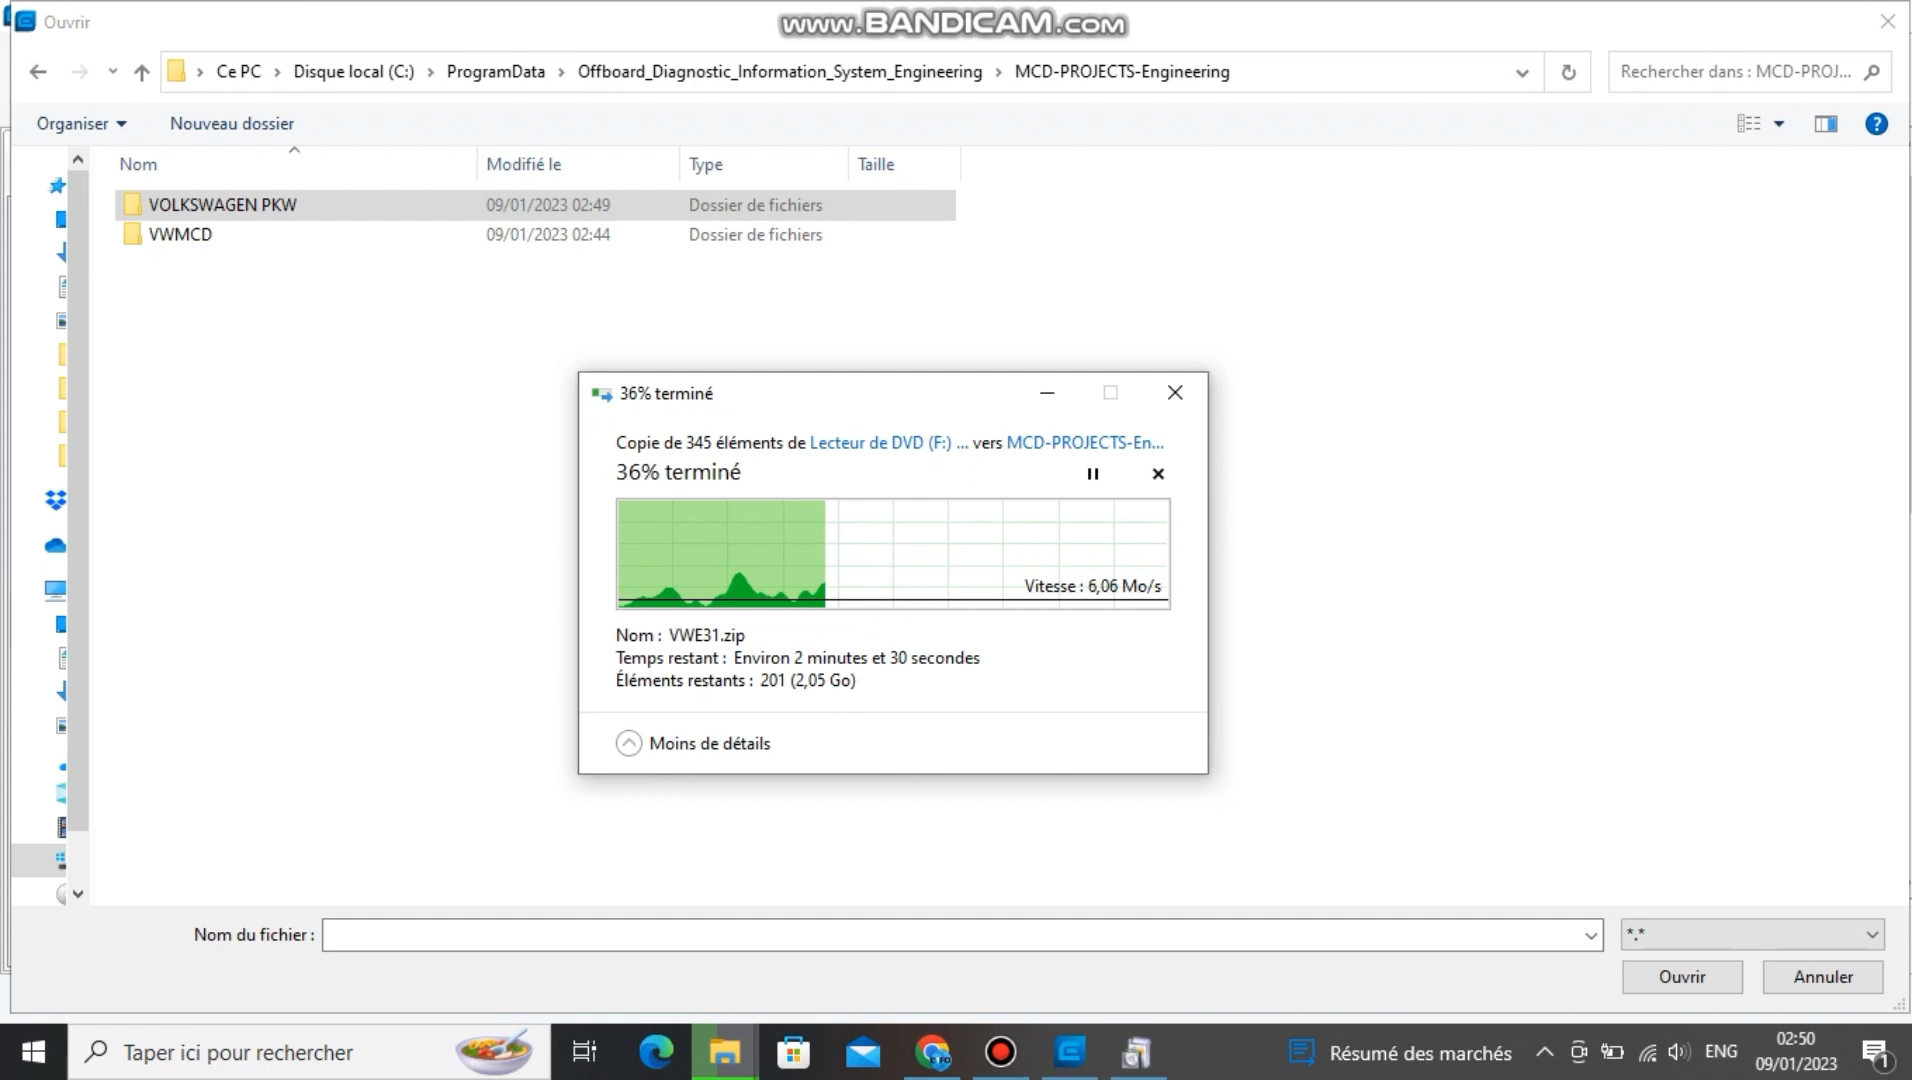 Ouvrir
www.BANDICAM.com
Ce PC
Disque local (C:)
ProgramData
Offboard_Diagnostic_Information_System_Engineering
MCD-PROJECTS-Engineering
Rechercher dans : MCD-PROJ...
Organiser
Nouveau dossier
Nom
Modifié le
Type
Taille
VOLKSWAGEN PKW
09/01/2023 02:49
Dossier de fichiers
VWMCD
09/01/2023 02:44
Dossier de fichiers
36% terminé
Copie de 345 éléments de Lecteur de DVD (F:) ... vers MCD-PROJECTS-En...
36% terminé
Vitesse : 6,06 Mo/s
Nom : VWE31.zip
Temps restant : Environ 2 minutes et 30 secondes
Éléments restants : 201 (2,05 Go)
Moins de détails
Nom du fichier :
*.*
Ouvrir
Annuler
Taper ici pour rechercher
Résumé des marchés
ENG
02:50
09/01/2023
1